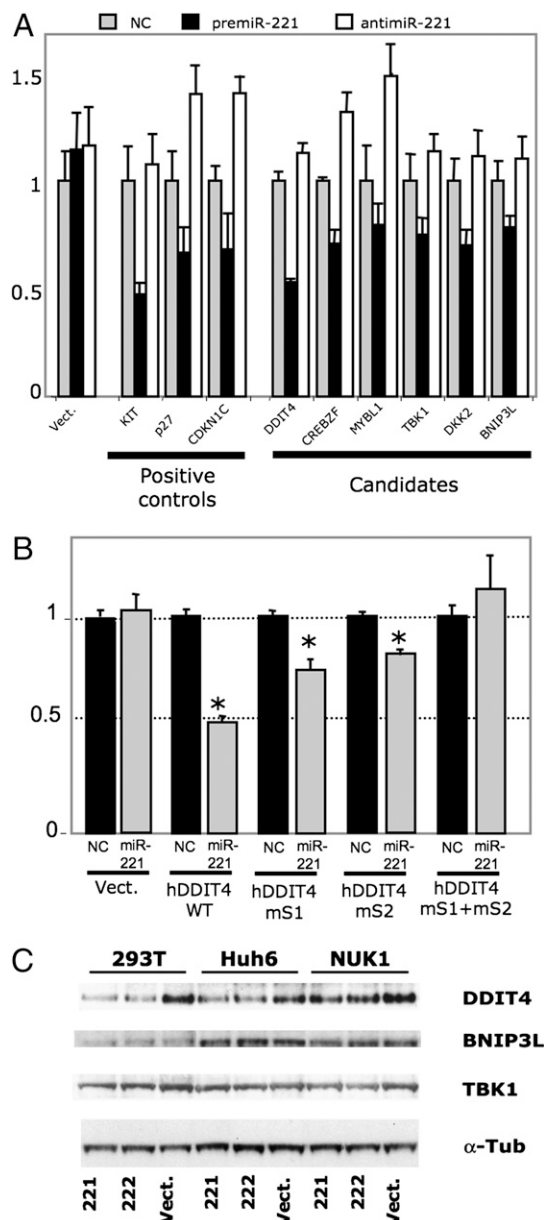 A
NC premiR-221 antimiR-221
1.5
1
0.5
0
Vect. KIT p27 CDKN1C DDIT4 CREBZF MYBL1 TBK1 DKK2 BNIP3L
Positive controls
Candidates
B
1
0.5
0
* * *
NC miR-221 NC miR-221 NC miR-221 NC miR-221 NC miR-221
Vect. hDDIT4 WT hDDIT4 mS1 hDDIT4 mS2 hDDIT4 mS1+mS2
C
293T Huh6 NUK1
DDIT4
BNIP3L
TBK1
α-Tub
221 222 Vect. 221 222 Vect. 221 222 Vect.